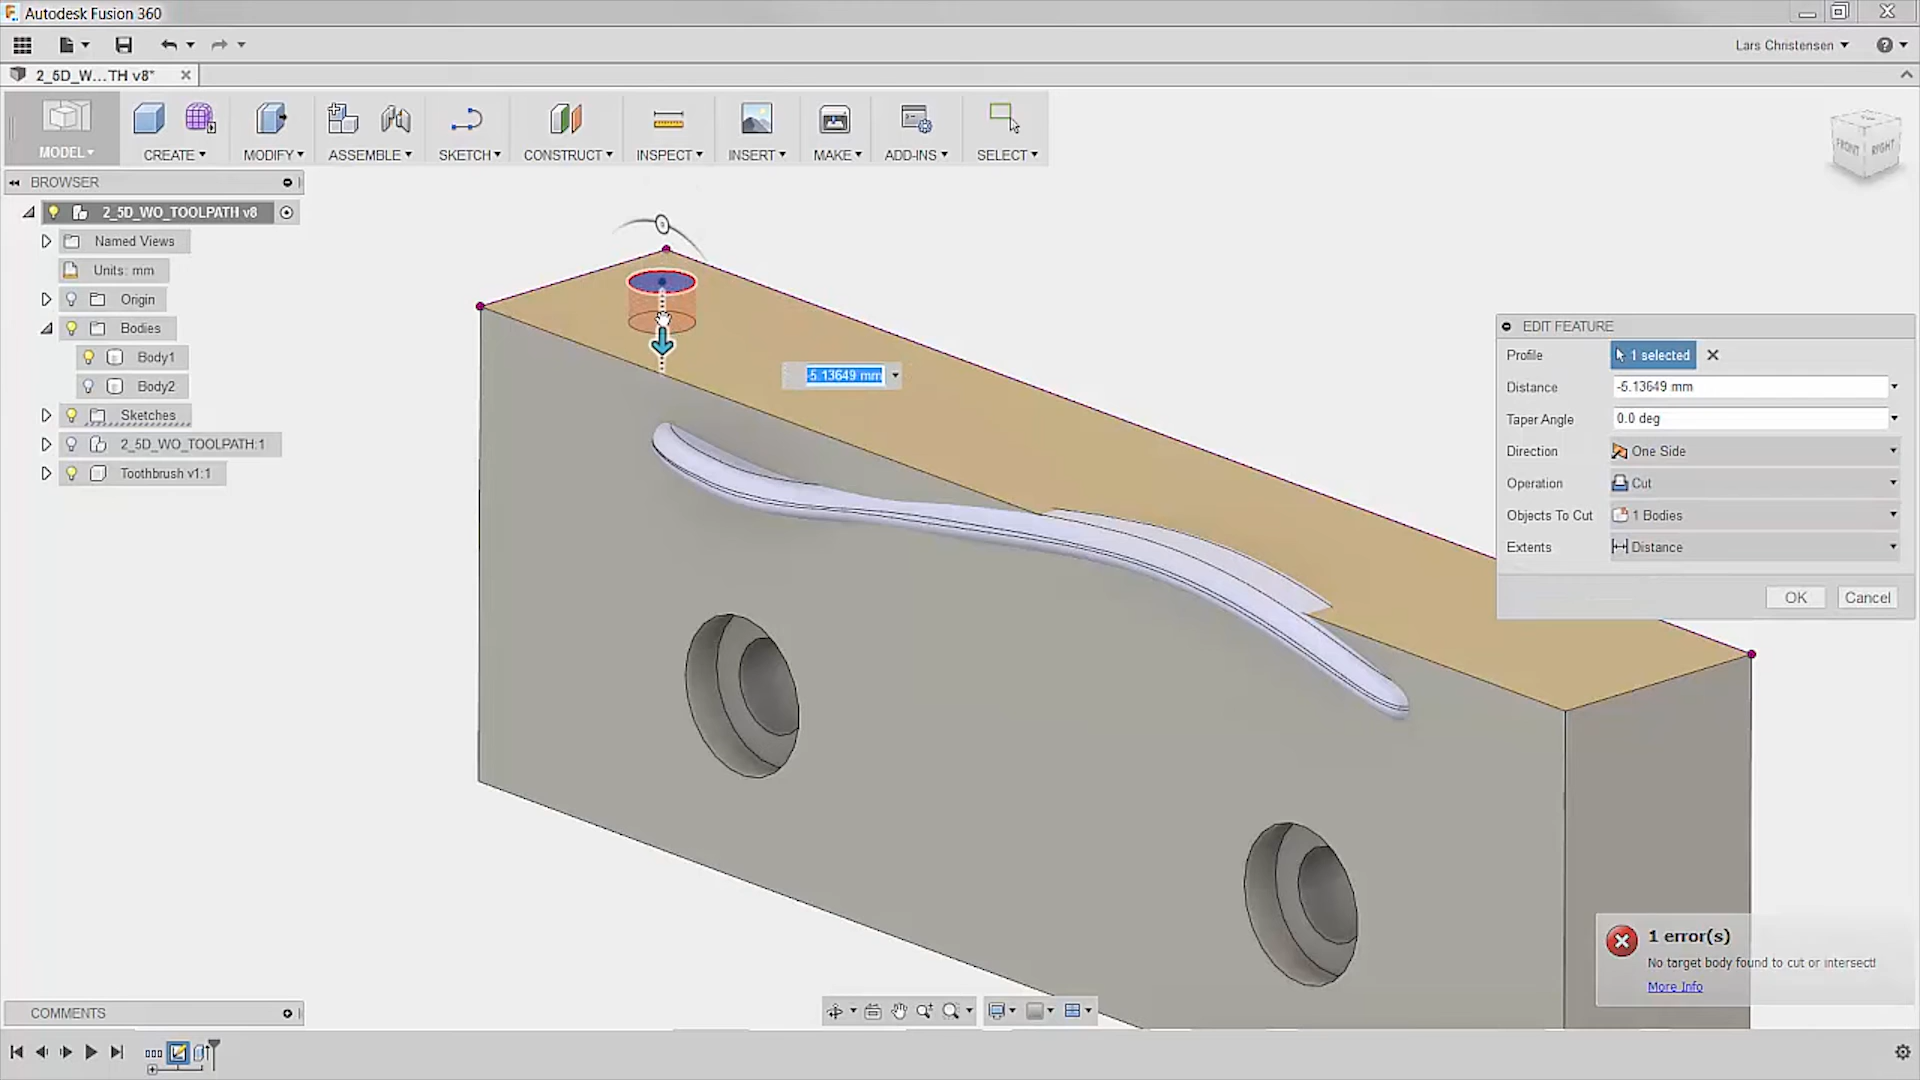 Autodesk Fusion 360
Lars Christensen
2_5D_W...TH v8*
MODEL
CREATE
MODIFY
ASSEMBLE
SKETCH
CONSTRUCT
INSPECT
INSERT
MAKE
ADD-INS
SELECT
FRONT
RIGHT
BROWSER
2_5D_WO_TOOLPATH v8
Named Views
Units: mm
Origin
Bodies
Body1
Body2
Sketches
2_5D_WO_TOOLPATH:1
Toothbrush v1:1
-5.13649 mm
EDIT FEATURE
Profile 1 selected
Distance -5.13649 mm
Taper Angle 0.0 deg
Direction One Side
Operation Cut
Objects To Cut 1 Bodies
Extents Distance
OK Cancel
1 error(s)
No target body found to cut or intersect!
More Info
COMMENTS